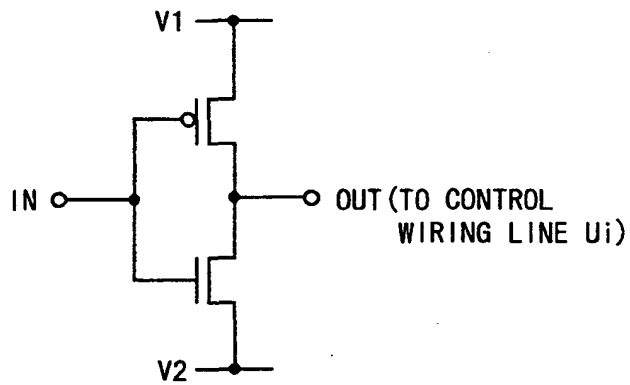 V1
IN
OUT(TO CONTROL
WIRING LINE Ui)
V2